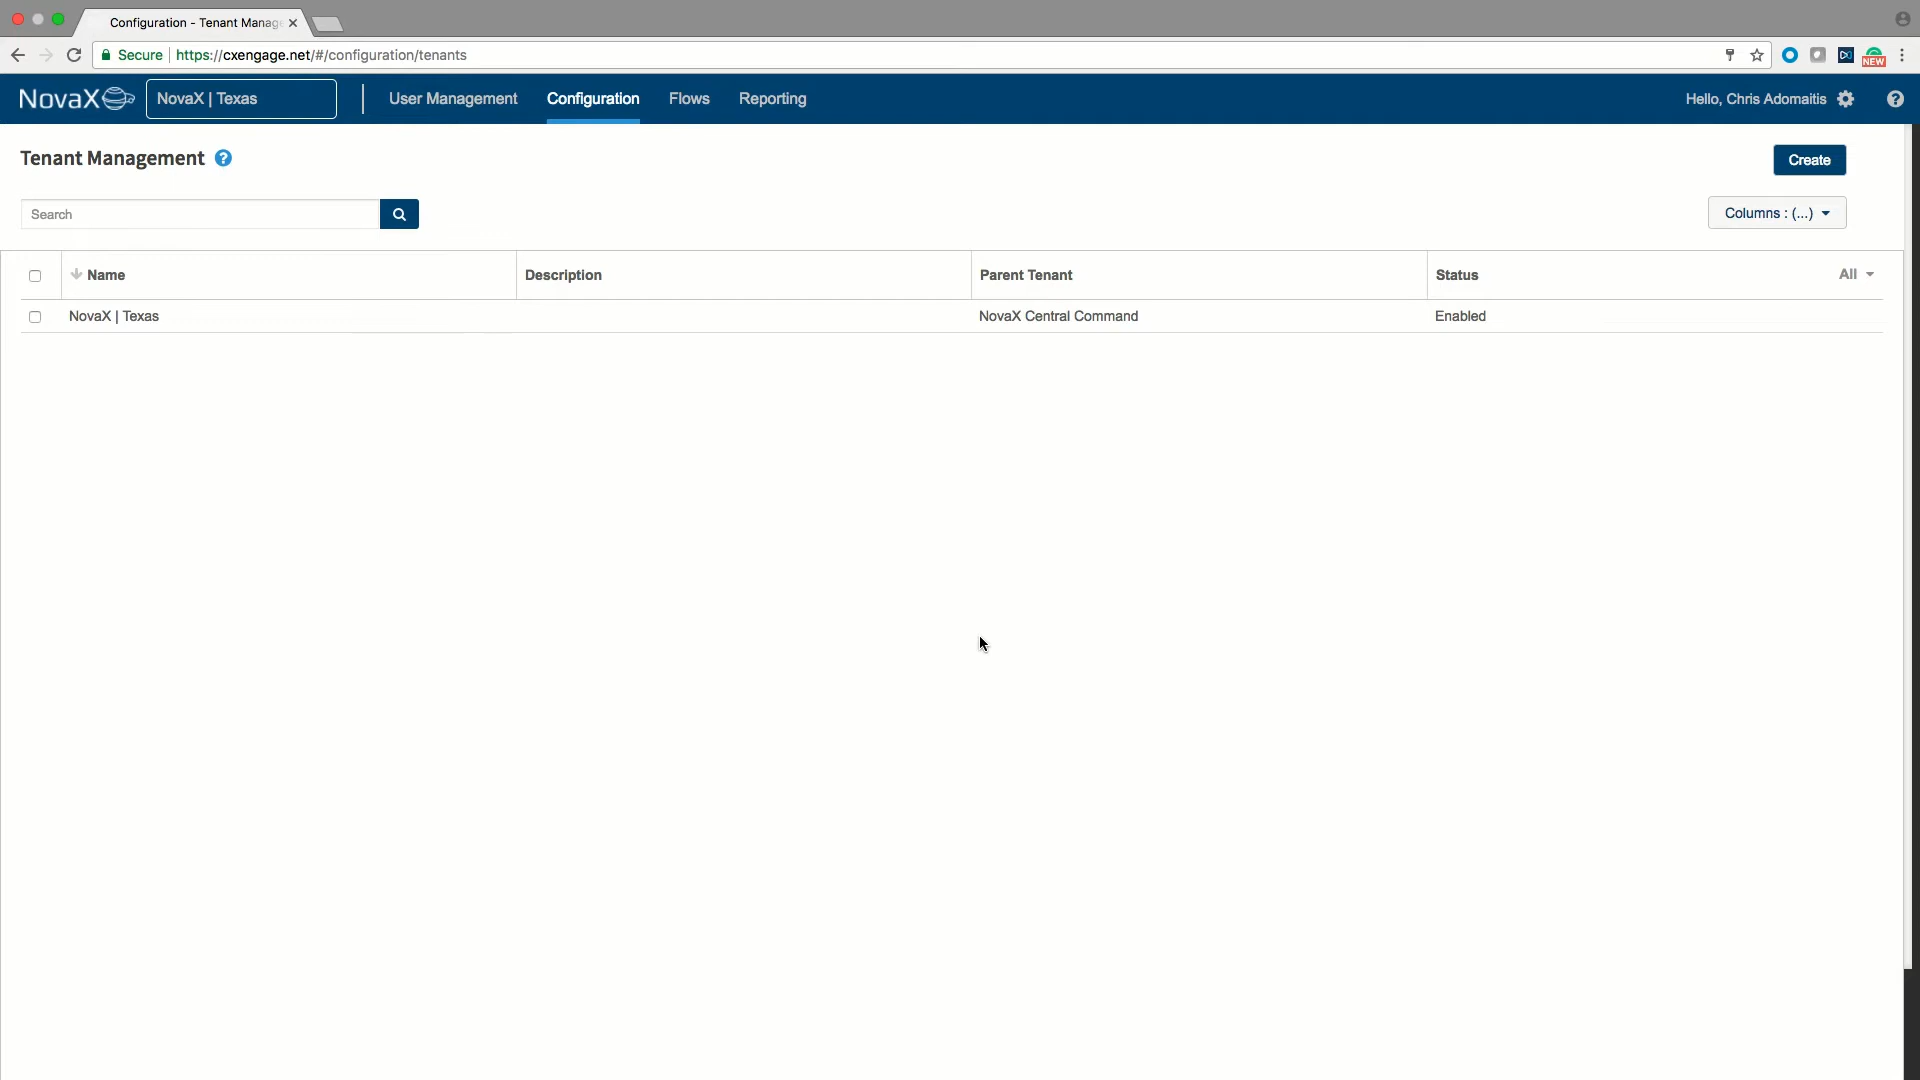 Configuration - Tenant Manag
Secure https://cxengage.net/#/configuration/tenants
NEW
NovaX NovaX | Texas User Management Configuration Flows Reporting Hello, Chris Adomaitis
Tenant Management ?
Create
Search
Columns : (...)
Name Description Parent Tenant Status All
NovaX | Texas NovaX Central Command Enabled